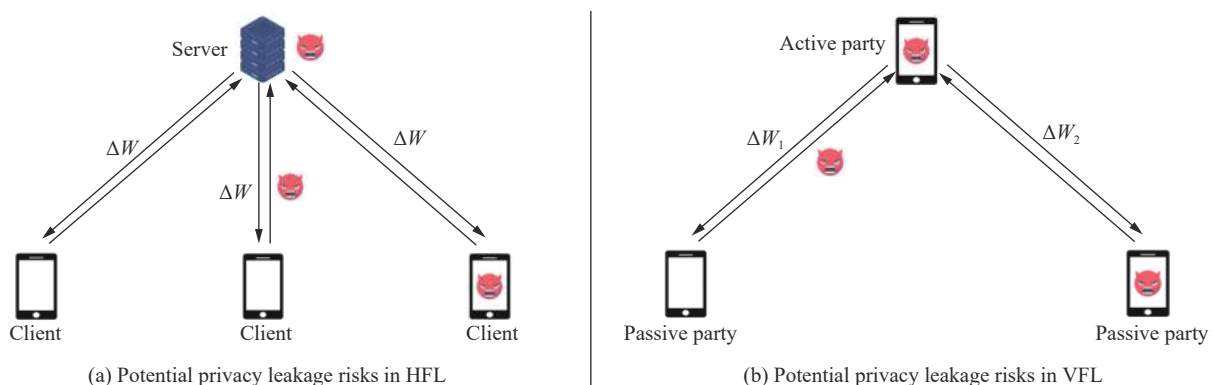 Server
Active party
ΔW
ΔW
ΔW
ΔW₁
ΔW₂
Client
Client
Client
Passive party
Passive party
(a) Potential privacy leakage risks in HFL
(b) Potential privacy leakage risks in VFL